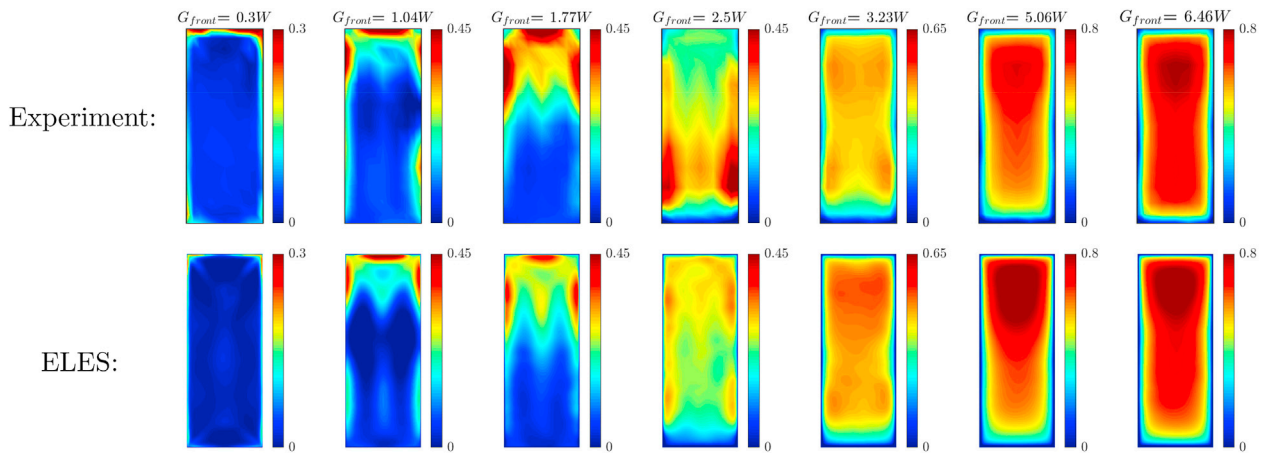 G_front = 0.3W G_front = 1.04W G_front = 1.77W G_front = 2.5W G_front = 3.23W G_front = 5.06W G_front = 6.46W
0.3 0.45 0.45 0.45 0.65 0.8 0.8
Experiment:
0 0 0 0 0 0 0
0.3 0.45 0.45 0.45 0.65 0.8 0.8
ELES:
0 0 0 0 0 0 0